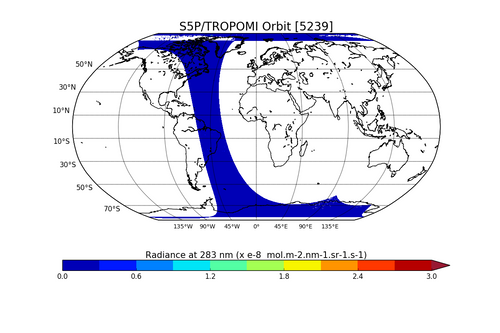 S5P/TROPOMI Orbit [5239]
50°N
30°N
10°N
10°S
30°S
50°S
70°S
135°W 90°W 45°W 0° 45°E 90°E 135°E
Radiance at 283 nm (x e-8 mol.m-2.nm-1.sr-1.s-1)
0.0 0.6 1.2 1.8 2.4 3.0